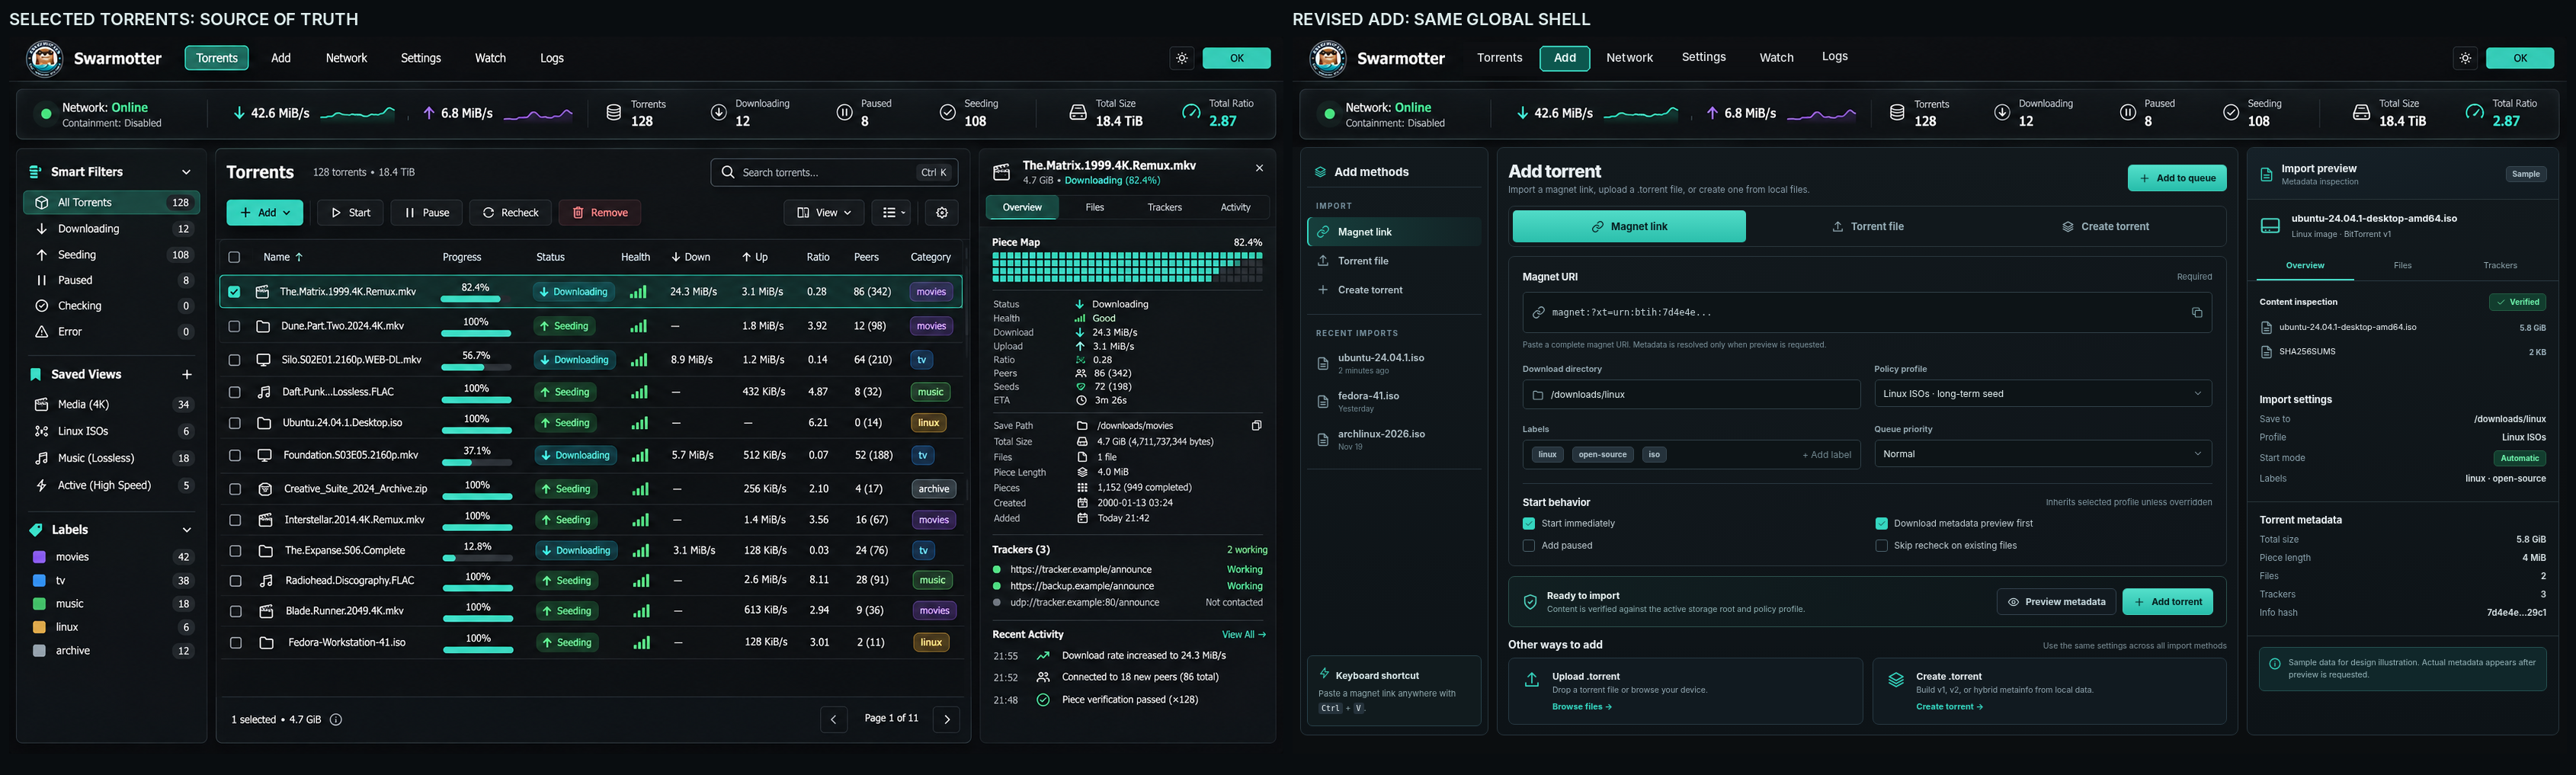 SELECTED TORRENTS: SOURCE OF TRUTH
Swarmotter
Torrents
Add
Network
Settings
Watch
Logs
OK
Network: Online
Containment: Disabled
42.6 MiB/s
6.8 MiB/s
Torrents
128
Downloading
12
Paused
8
Seeding
108
Total Size
18.4 TiB
Total Ratio
2.87
Smart Filters
All Torrents 128
Downloading 12
Seeding 108
Paused 8
Checking 0
Error 0
Saved Views
Media (4K) 34
Linux ISOs 6
Music (Lossless) 18
Active (High Speed) 5
Labels
movies 42
tv 38
music 18
linux 6
archive 12
Torrents 128 torrents • 18.4 TiB
Search torrents... Ctrl K
Add
Start
Pause
Recheck
Remove
View
Name Progress Status Health Down Up Ratio Peers Category
The.Matrix.1999.4K.Remux.mkv 82.4% Downloading 24.3 MiB/s 3.1 MiB/s 0.28 86 (342) movies
Dune.Part.Two.2024.4K.mkv 100% Seeding — 1.8 MiB/s 3.92 12 (98) movies
Silo.S02E01.2160p.WEB-DL.mkv 56.7% Downloading 8.9 MiB/s 1.2 MiB/s 0.14 64 (210) tv
Daft.Punk...Lossless.FLAC 100% Seeding — 432 KiB/s 4.87 8 (32) music
Ubuntu.24.04.1.Desktop.iso 100% Seeding — — 6.21 0 (14) linux
Foundation.S03E05.2160p.mkv 37.1% Downloading 5.7 MiB/s 512 KiB/s 0.07 52 (188) tv
Creative_Suite_2024_Archive.zip 100% Seeding — 256 KiB/s 2.10 4 (17) archive
Interstellar.2014.4K.Remux.mkv 100% Seeding — 1.4 MiB/s 3.56 16 (67) movies
The.Expanse.S06.Complete 12.8% Downloading 3.1 MiB/s 128 KiB/s 0.03 24 (76) tv
Radiohead.Discography.FLAC 100% Seeding — 2.6 MiB/s 8.11 28 (91) music
Blade.Runner.2049.4K.mkv 100% Seeding — 613 KiB/s 2.94 9 (36) movies
Fedora-Workstation-41.iso 100% Seeding — 128 KiB/s 3.01 2 (11) linux
1 selected • 4.7 GiB
Page 1 of 11
The.Matrix.1999.4K.Remux.mkv
4.7 GiB • Downloading (82.4%)
Overview
Files
Trackers
Activity
Piece Map 82.4%
Status Downloading
Health Good
Download 24.3 MiB/s
Upload 3.1 MiB/s
Ratio 0.28
Peers 86 (342)
Seeds 72 (198)
ETA 3m 26s
Save Path /downloads/movies
Total Size 4.7 GiB (4,711,737,344 bytes)
Files 1 file
Piece Length 4.0 MiB
Pieces 1,152 (949 completed)
Created 2000-01-13 03:24
Added Today 21:42
Trackers (3) 2 working
https://tracker.example/announce Working
https://backup.example/announce Working
udp://tracker.example:80/announce Not contacted
Recent Activity View All →
21:55 Download rate increased to 24.3 MiB/s
21:52 Connected to 18 new peers (86 total)
21:48 Piece verification passed (×128)
REVISED ADD: SAME GLOBAL SHELL
Swarmotter
Torrents
Add
Network
Settings
Watch
Logs
OK
Network: Online
Containment: Disabled
42.6 MiB/s
6.8 MiB/s
Torrents
128
Downloading
12
Paused
8
Seeding
108
Total Size
18.4 TiB
Total Ratio
2.87
Add methods
IMPORT
Magnet link
Torrent file
Create torrent
RECENT IMPORTS
ubuntu-24.04.1.iso
2 minutes ago
fedora-41.iso
Yesterday
archlinux-2026.iso
Nov 19
Keyboard shortcut
Paste a magnet link anywhere with
Ctrl + V.
Add torrent
Import a magnet link, upload a .torrent file, or create one from local files.
Add to queue
Magnet link
Torrent file
Create torrent
Magnet URI Required
magnet:?xt=urn:btih:7d4e4e...
Paste a complete magnet URI. Metadata is resolved only when preview is requested.
Download directory
/downloads/linux
Policy profile
Linux ISOs · long-term seed
Labels
linux open-source iso + Add label
Queue priority
Normal
Start behavior Inherits selected profile unless overridden
Start immediately
Download metadata preview first
Add paused
Skip recheck on existing files
Ready to import
Content is verified against the active storage root and policy profile.
Preview metadata
Add torrent
Other ways to add Use the same settings across all import methods
Upload .torrent
Drop a torrent file or browse your device.
Browse files →
Create .torrent
Build v1, v2, or hybrid metainfo from local data.
Create torrent →
Import preview
Metadata inspection
Sample
ubuntu-24.04.1-desktop-amd64.iso
Linux image · BitTorrent v1
Overview
Files
Trackers
Content inspection Verified
ubuntu-24.04.1-desktop-amd64.iso 5.8 GiB
SHA256SUMS 2 KB
Import settings
Save to /downloads/linux
Profile Linux ISOs
Start mode Automatic
Labels linux · open-source
Torrent metadata
Total size 5.8 GiB
Piece length 4 MiB
Files 2
Trackers 3
Info hash 7d4e4e...29c1
Sample data for design illustration. Actual metadata appears after
preview is requested.